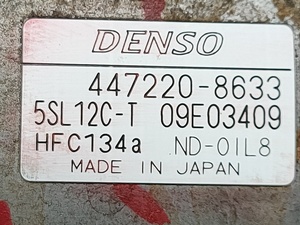 DENSO
447220-8633
5SL12C-T 09E03409
HFC134a ND-OIL8
MADE IN JAPAN